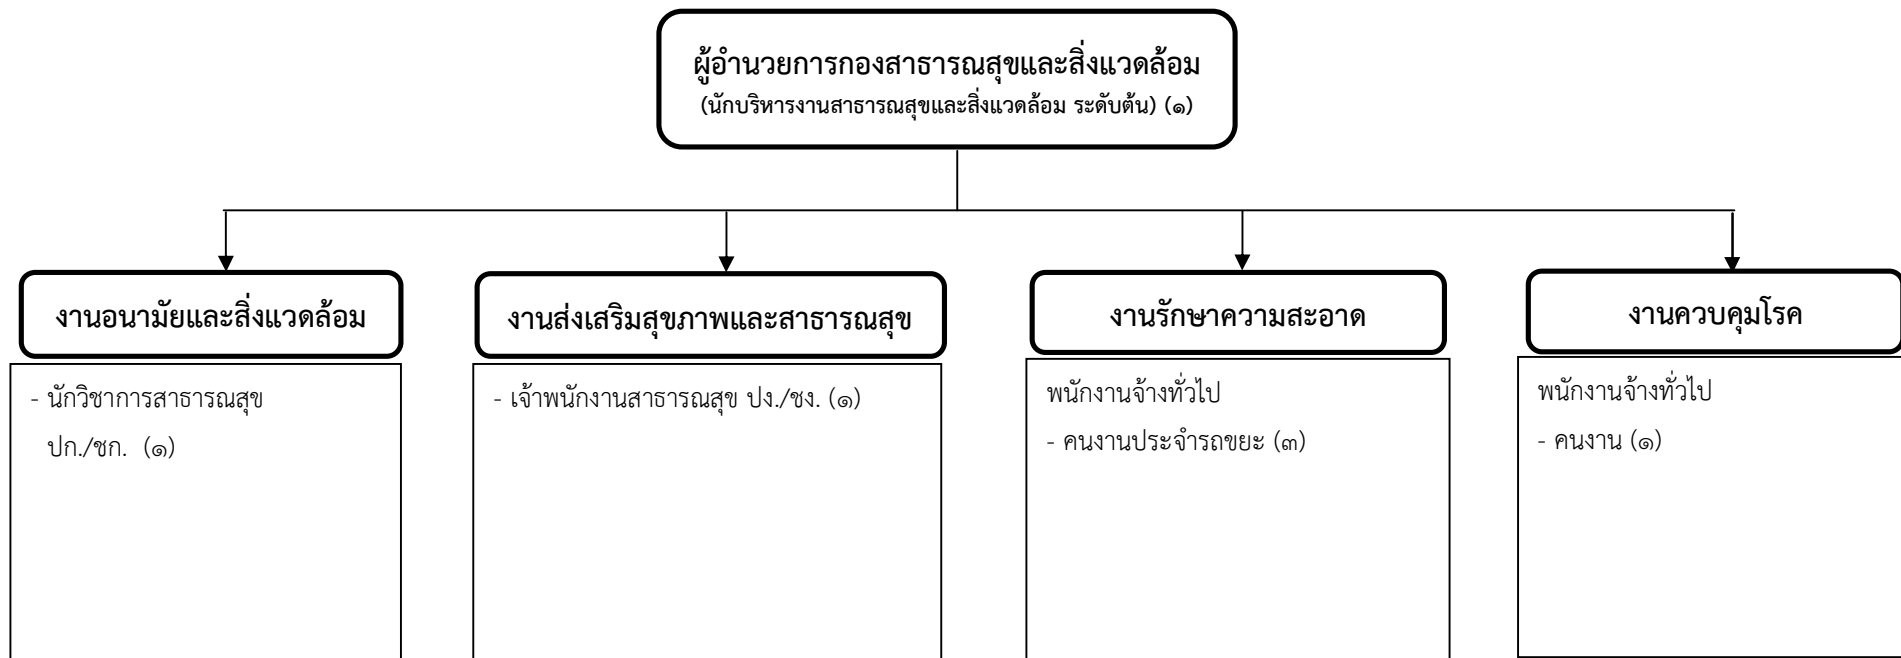 ผู้อำนวยการกองสาธารณสุขและสิ่งแวดล้อม
(นักบริหารงานสาธารณสุขและสิ่งแวดล้อม ระดับต้น) (๑)
งานอนามัยและสิ่งแวดล้อม
- นักวิชาการสาธารณสุข
ปก./ชก. (๑)
งานส่งเสริมสุขภาพและสาธารณสุข
- เจ้าพนักงานสาธารณสุข ปง./ชง. (๑)
งานรักษาความสะอาด
พนักงานจ้างทั่วไป
- คนงานประจำรถขยะ (๓)
งานควบคุมโรค
พนักงานจ้างทั่วไป
- คนงาน (๑)